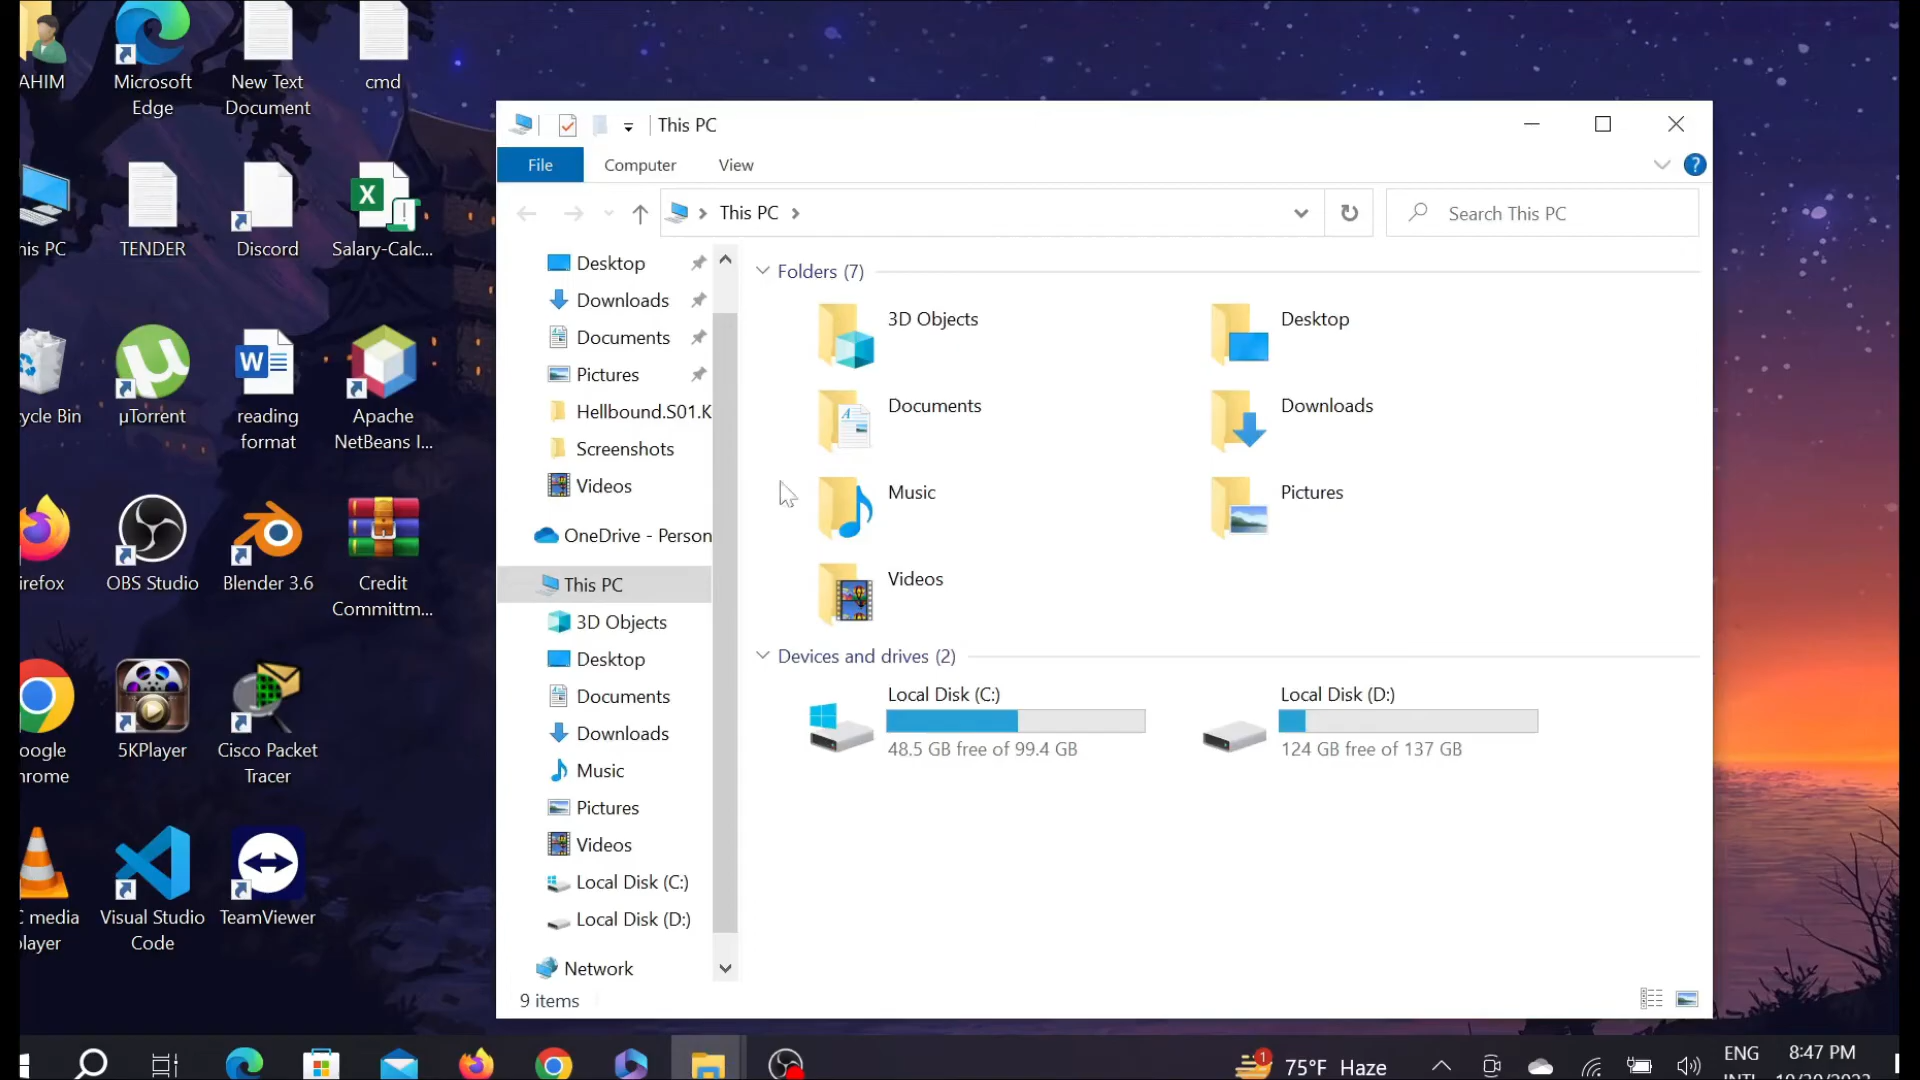 AHIM
Microsoft
Edge
New Text
Document
cmd
his PC
TENDER
Discord
Salary-Calc...
cycle Bin
µTorrent
reading
format
Apache
NetBeans I...
irefox
OBS Studio
Blender 3.6
Credit
Committm...
oogle
hrome
5KPlayer
Cisco Packet
Tracer
C media
player
Visual Studio
Code
TeamViewer
This PC
File
Computer
View
This PC
Search This PC
Desktop
Downloads
Documents
Pictures
Hellbound.S01.K
Screenshots
Videos
OneDrive - Person
This PC
3D Objects
Desktop
Documents
Downloads
Music
Pictures
Videos
Local Disk (C:)
Local Disk (D:)
Network
Folders (7)
3D Objects
Desktop
Documents
Downloads
Music
Pictures
Videos
Devices and drives (2)
Local Disk (C:)
48.5 GB free of 99.4 GB
Local Disk (D:)
124 GB free of 137 GB
9 items
1
75°F Haze
ENG
8:47 PM